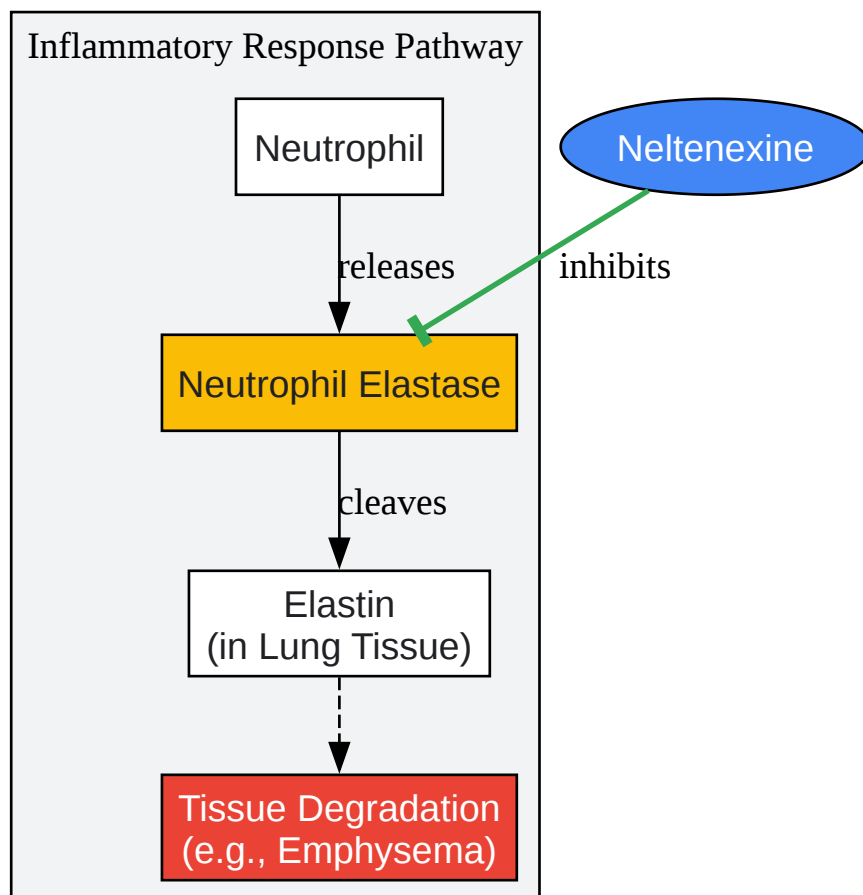 Inflammatory Response Pathway
Neutrophil
Neltenexine
releases
inhibits
Neutrophil Elastase
cleaves
Elastin
(in Lung Tissue)
Tissue Degradation
(e.g., Emphysema)